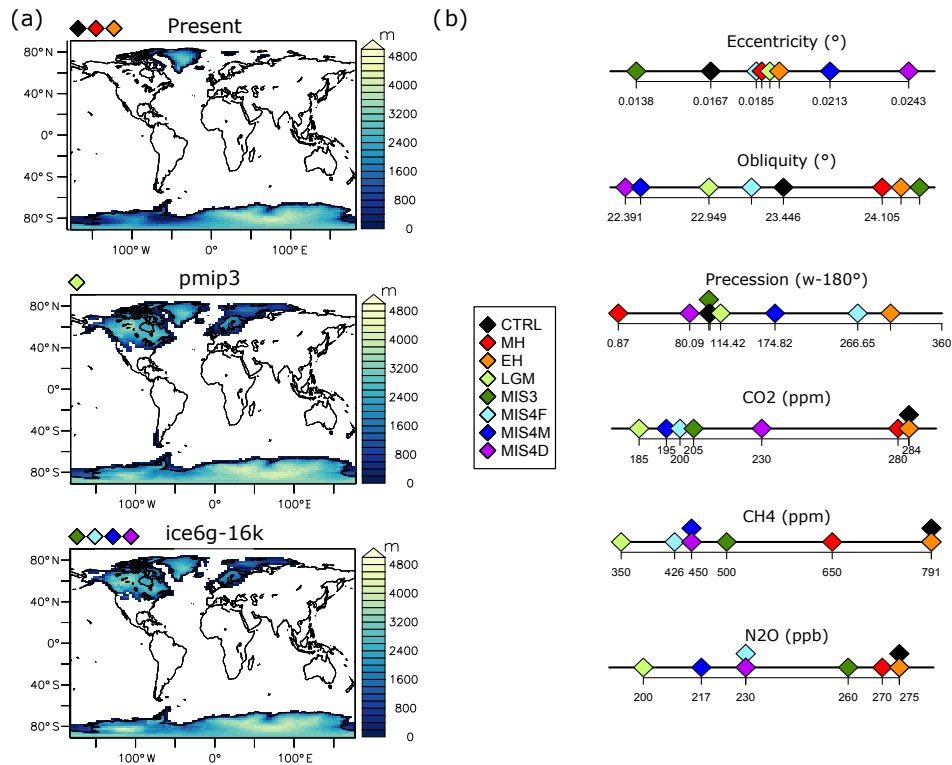 (a)
Present
m
80°N
40°N
0°
40°S
80°S
100°W 0° 100°E
4800
4000
3200
2400
1600
800
0
pmip3
m
80°N
40°N
0°
40°S
80°S
100°W 0° 100°E
4800
4000
3200
2400
1600
800
0
ice6g-16k
m
80°N
40°N
0°
40°S
80°S
100°W 0° 100°E
4800
4000
3200
2400
1600
800
0
(b)
CTRL
MH
EH
LGM
MIS3
MIS4F
MIS4M
MIS4D
Eccentricity (°)
0.0138 0.0167 0.0185 0.0213 0.0243
Obliquity (°)
22.391 22.949 23.446 24.105
Precession (w-180°)
0.87 80.09 114.42 174.82 266.65 360
CO2 (ppm)
185 195 200 205 230 280 284
CH4 (ppm)
350 426 450 500 650 791
N2O (ppb)
200 217 230 260 270 275